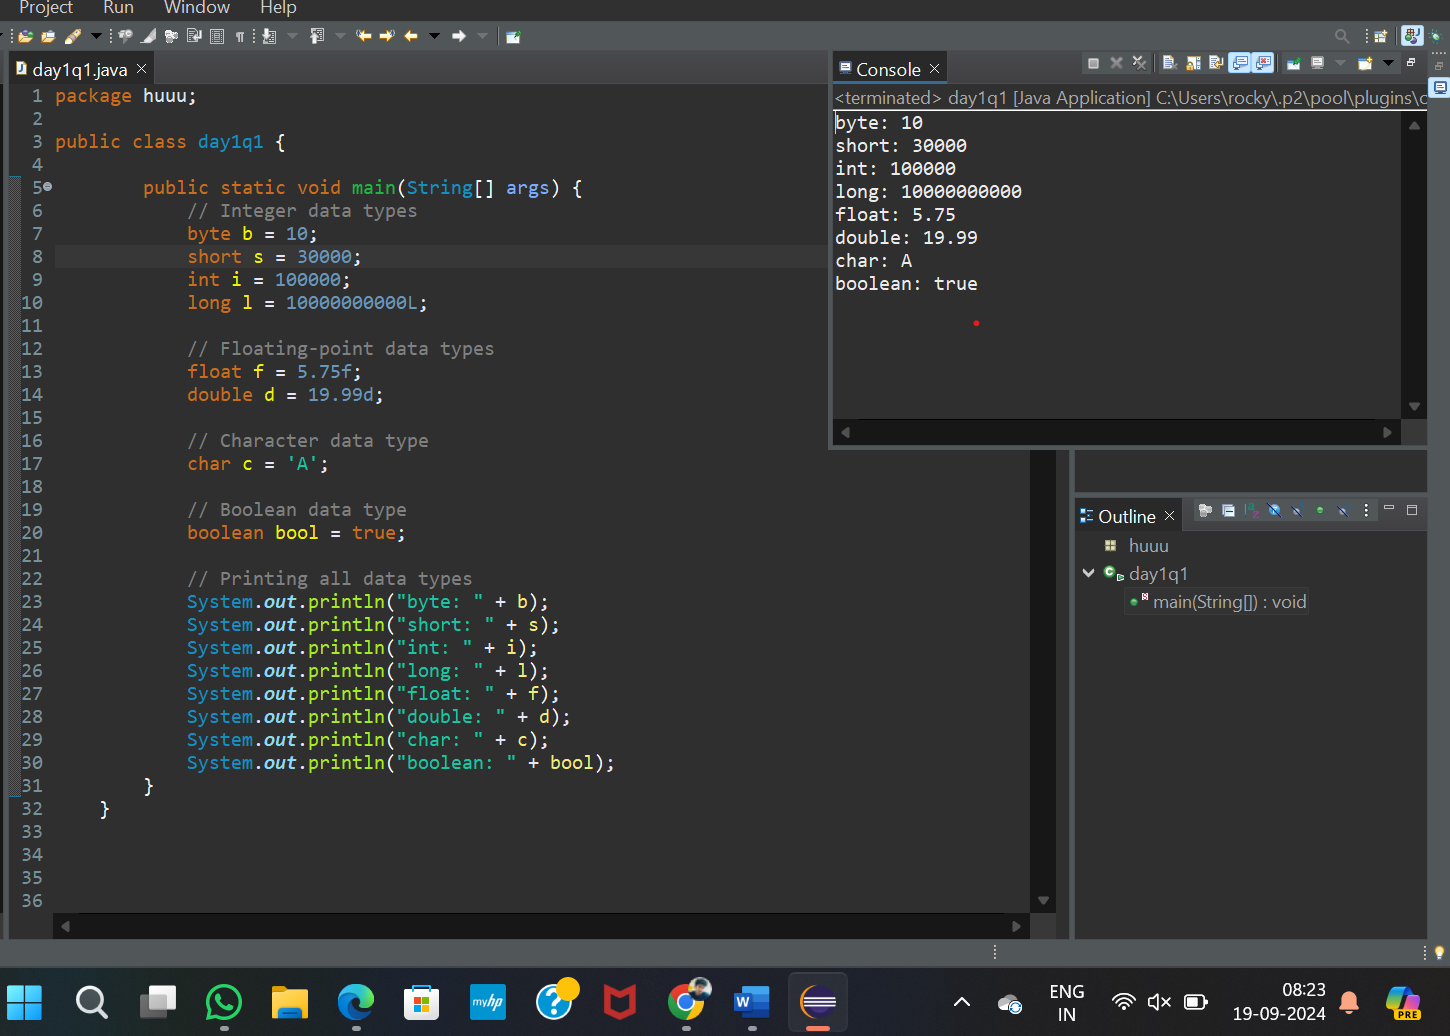 Project Run Window Help
day1q1.java
1 package huuu;
2
3 public class day1q1 {
4
5 public static void main(String[] args) {
6 // Integer data types
7 byte b = 10;
8 short s = 30000;
9 int i = 100000;
10 long l = 10000000000L;
11
12 // Floating-point data types
13 float f = 5.75f;
14 double d = 19.99d;
15
16 // Character data type
17 char c = 'A';
18
19 // Boolean data type
20 boolean bool = true;
21
22 // Printing all data types
23 System.out.println("byte: " + b);
24 System.out.println("short: " + s);
25 System.out.println("int: " + i);
26 System.out.println("long: " + l);
27 System.out.println("float: " + f);
28 System.out.println("double: " + d);
29 System.out.println("char: " + c);
30 System.out.println("boolean: " + bool);
31 }
32 }
33
34
35
36
Console
<terminated> day1q1 [Java Application] C:\Users\rocky\.p2\pool\plugins\
byte: 10
short: 30000
int: 100000
long: 10000000000
float: 5.75
double: 19.99
char: A
boolean: true
Outline
huuu
day1q1
main(String[]) : void
myhp
W
ENG
IN
08:23
19-09-2024
PRE